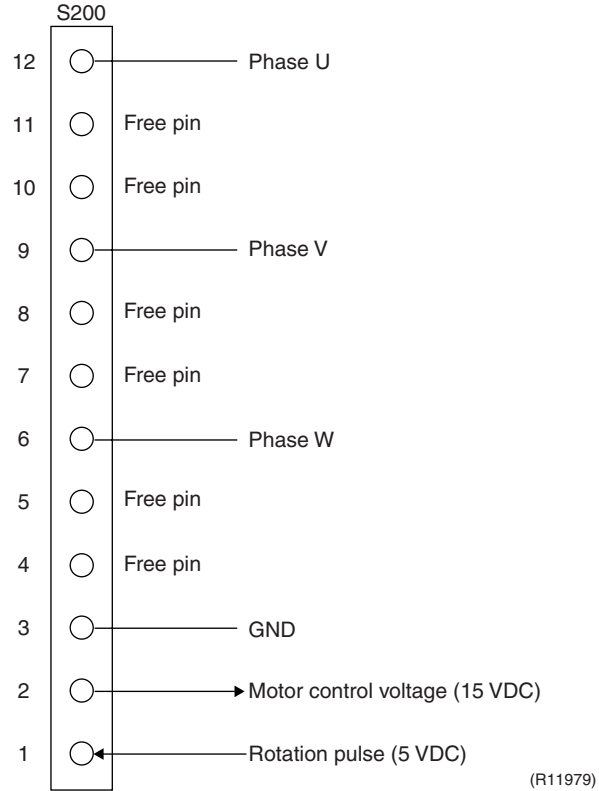 S200
12 Phase U
11 Free pin
10 Free pin
9 Phase V
8 Free pin
7 Free pin
6 Phase W
5 Free pin
4 Free pin
3 GND
2 Motor control voltage (15 VDC)
1 Rotation pulse (5 VDC)
(R11979)